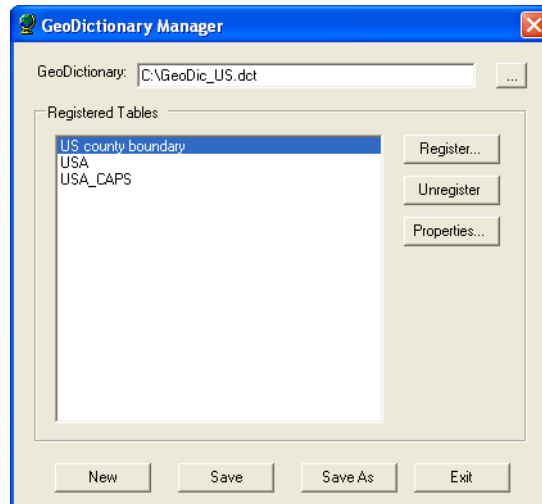 GeoDictionary Manager
GeoDictionary: C:\GeoDic_US.dct ...
Registered Tables
US county boundary
USA
USA_CAPS
Register...
Unregister
Properties...
New Save Save As Exit